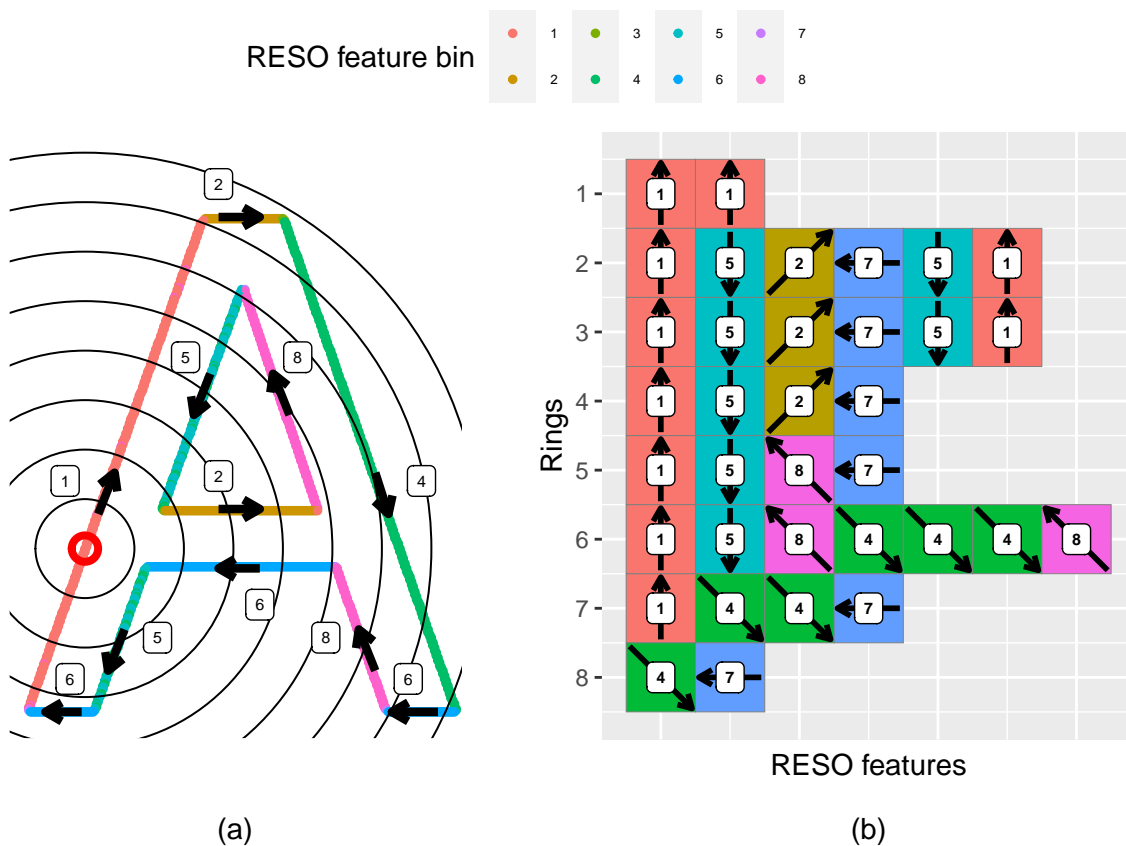 RESO feature bin
1 3 5 7
2 4 6 8
2
5 8
1 2 4
6
5 8
6 6
(a)
Rings
1 1 1
2 1 5 2 7 5 1
3 1 5 2 7 5 1
4 1 5 2 7
5 1 5 8 7
6 1 5 8 4 4 4 8
7 1 4 4 7
8 4 7
RESO features
(b)